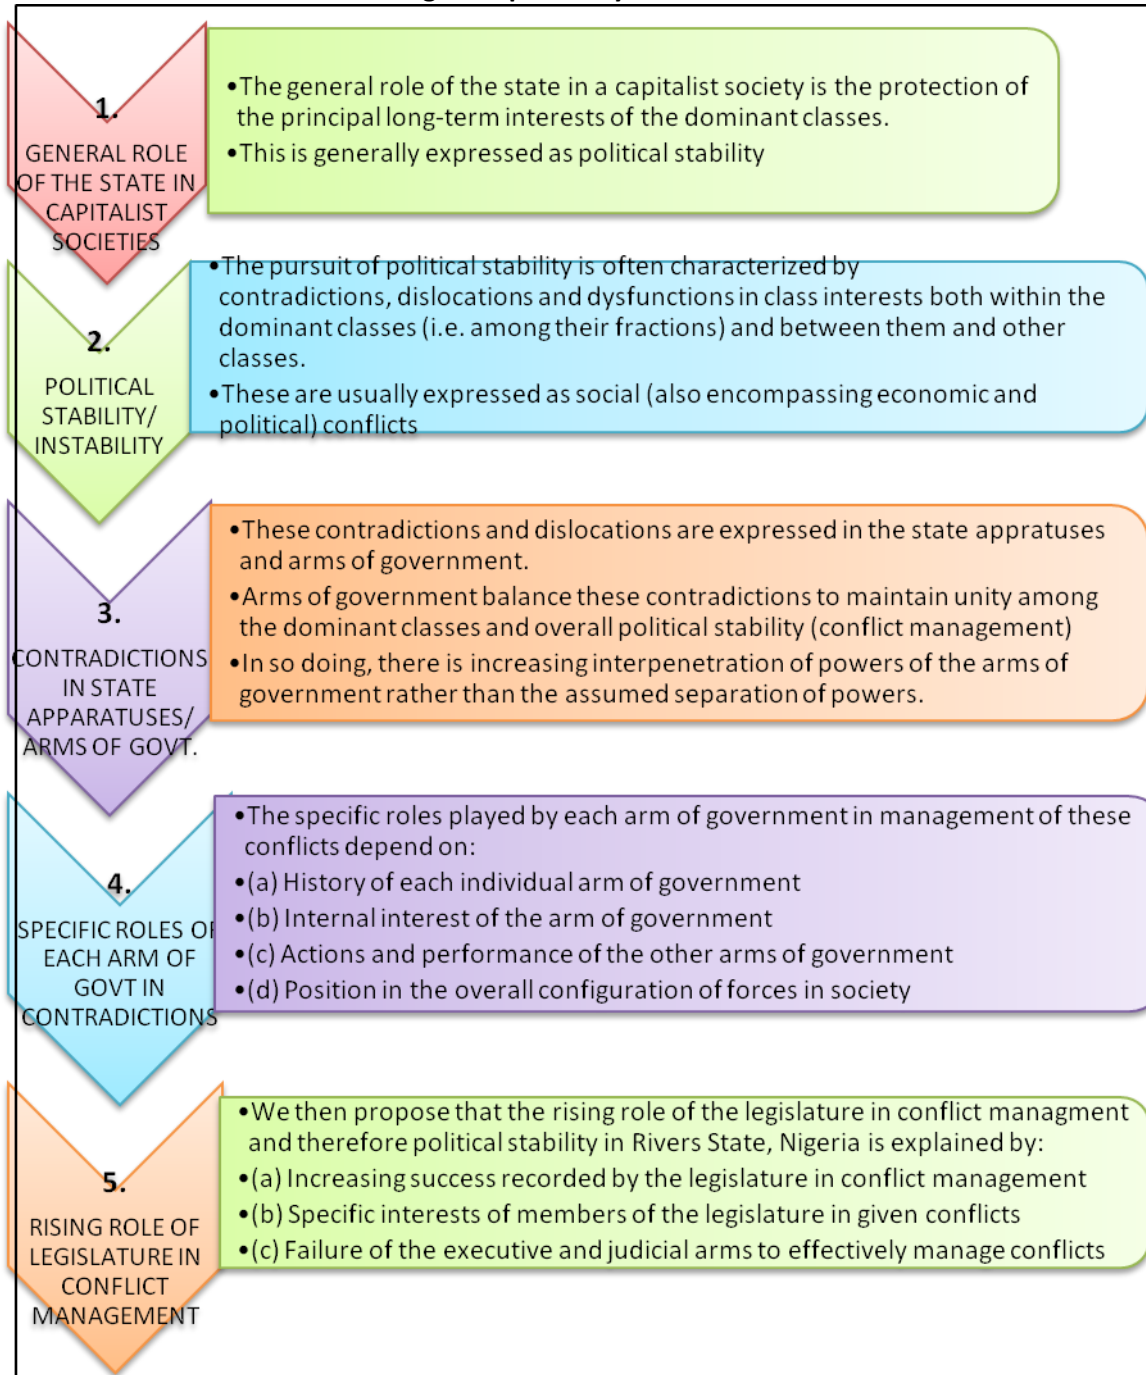 1.
GENERAL ROLE
OF THE STATE IN
CAPITALIST
SOCIETIES
•The general role of the state in a capitalist society is the protection of
the principal long-term interests of the dominant classes.
•This is generally expressed as political stability
2.
POLITICAL
STABILITY/
INSTABILITY
•The pursuit of political stability is often characterized by
contradictions, dislocations and dysfunctions in class interests both within the
dominant classes (i.e. among their fractions) and between them and other
classes.
•These are usually expressed as social (also encompassing economic and
political) conflicts
3.
CONTRADICTIONS
IN STATE
APPARATUSES/
ARMS OF GOVT.
•These contradictions and dislocations are expressed in the state appratuses
and arms of government.
•Arms of government balance these contradictions to maintain unity among
the dominant classes and overall political stability (conflict management)
•In so doing, there is increasing interpenetration of powers of the arms of
government rather than the assumed separation of powers.
4.
SPECIFIC ROLES OF
EACH ARM OF
GOVT IN
CONTRADICTIONS
•The specific roles played by each arm of government in management of these
conflicts depend on:
•(a) History of each individual arm of government
•(b) Internal interest of the arm of government
•(c) Actions and performance of the other arms of government
•(d) Position in the overall configuration of forces in society
5.
RISING ROLE OF
LEGISLATURE IN
CONFLICT
MANAGEMENT
•We then propose that the rising role of the legislature in conflict managment
and therefore political stability in Rivers State, Nigeria is explained by:
•(a) Increasing success recorded by the legislature in conflict management
•(b) Specific interests of members of the legislature in given conflicts
•(c) Failure of the executive and judicial arms to effectively manage conflicts